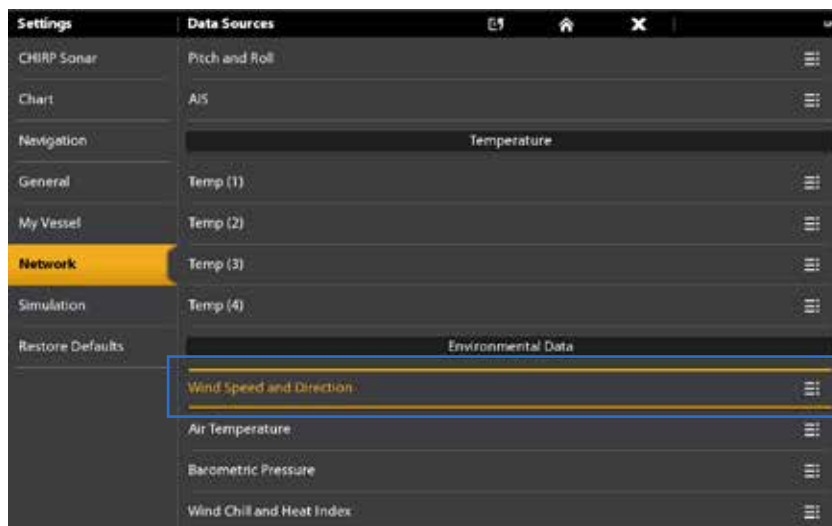 Settings
Data Sources
CHIRP Sonar
Pitch and Roll
Chart
AIS
Navigation
Temperature
General
Temp (1)
My Vessel
Temp (2)
Network
Temp (3)
Simulation
Temp (4)
Restore Defaults
Environmental Data
Wind Speed and Direction
Air Temperature
Barometric Pressure
Wind Chill and Heat Index